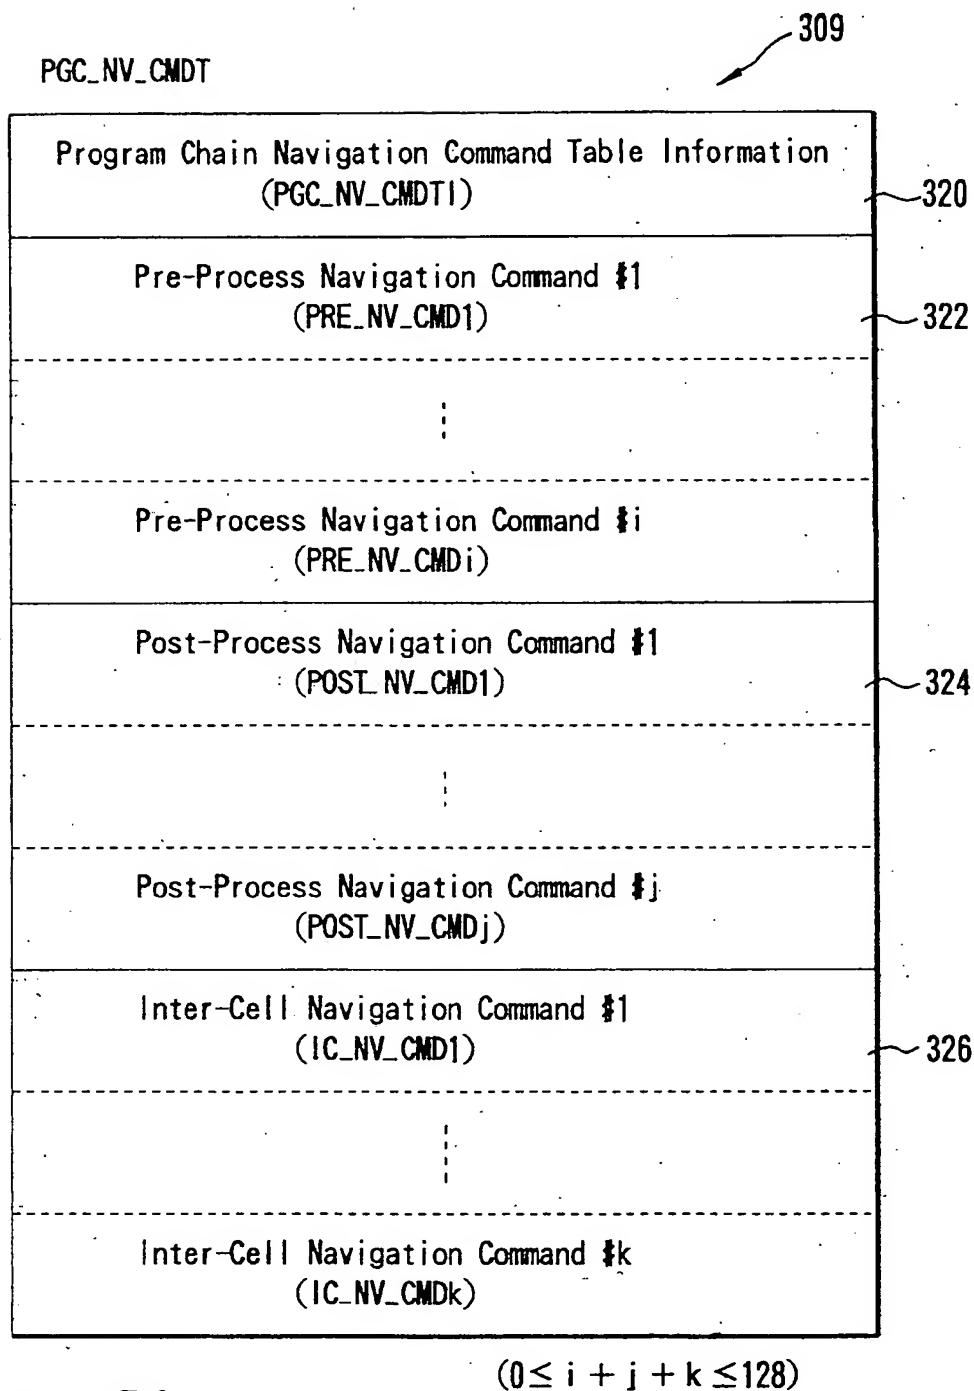 309
PGC_NV_CMDT
Program Chain Navigation Command Table Information
(PGC_NV_CMDTI)
320
Pre-Process Navigation Command #1
(PRE_NV_CMD1)
322
Pre-Process Navigation Command #i
(PRE_NV_CMDi)
Post-Process Navigation Command #1
(POST_NV_CMD1)
324
Post-Process Navigation Command #j
(POST_NV_CMDj)
Inter-Cell Navigation Command #1
(IC_NV_CMD1)
326
Inter-Cell Navigation Command #k
(IC_NV_CMDk)
(0≤ i + j + k ≤128)